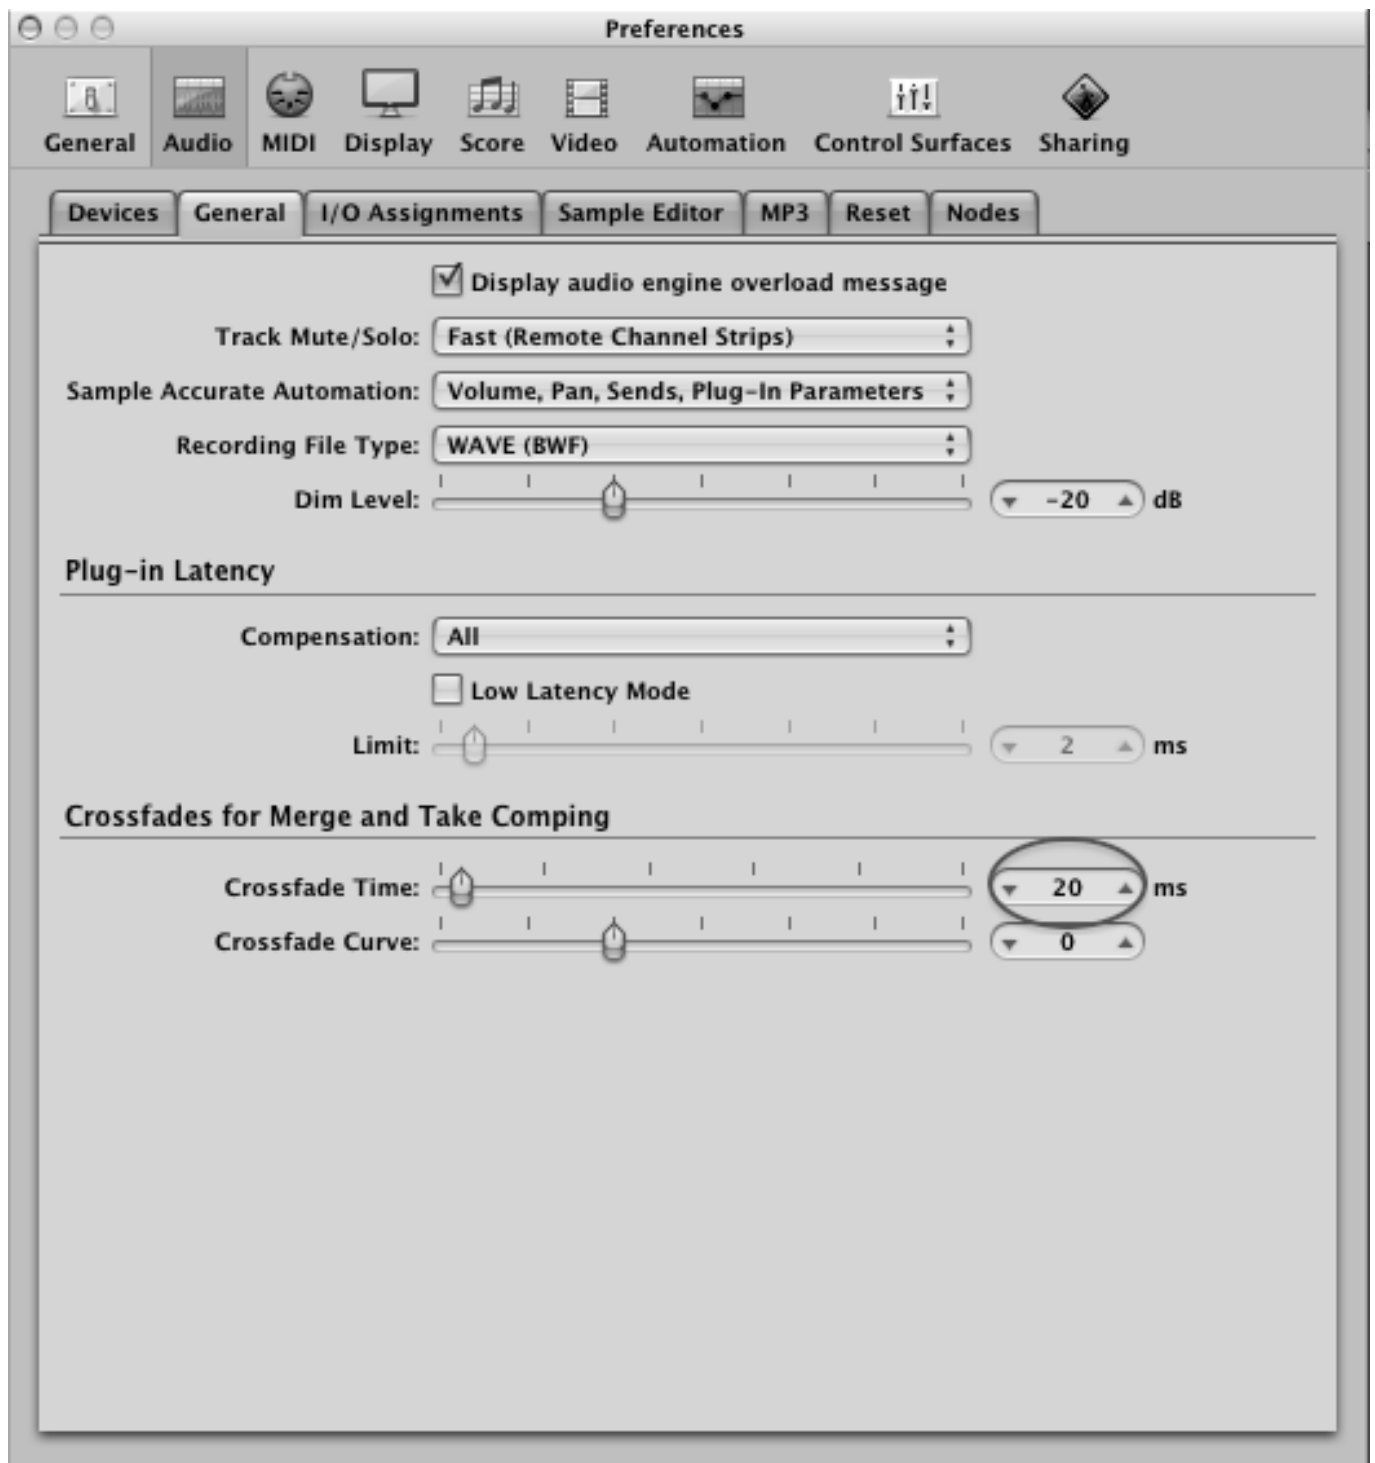 Preferences
General Audio MIDI Display Score Video Automation Control Surfaces Sharing
Devices General I/O Assignments Sample Editor MP3 Reset Nodes
Display audio engine overload message
Track Mute/Solo: Fast (Remote Channel Strips)
Sample Accurate Automation: Volume, Pan, Sends, Plug-In Parameters
Recording File Type: WAVE (BWF)
Dim Level: -20 dB
Plug-in Latency
Compensation: All
Low Latency Mode
Limit: 2 ms
Crossfades for Merge and Take Comping
Crossfade Time: 20 ms
Crossfade Curve: 0